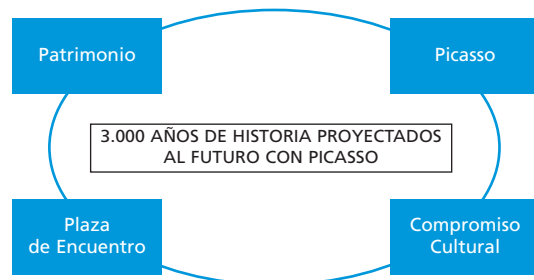 Patrimonio
Picasso
3.000 AÑOS DE HISTORIA PROYECTADOS
AL FUTURO CON PICASSO
Plaza
de Encuentro
Compromiso
Cultural